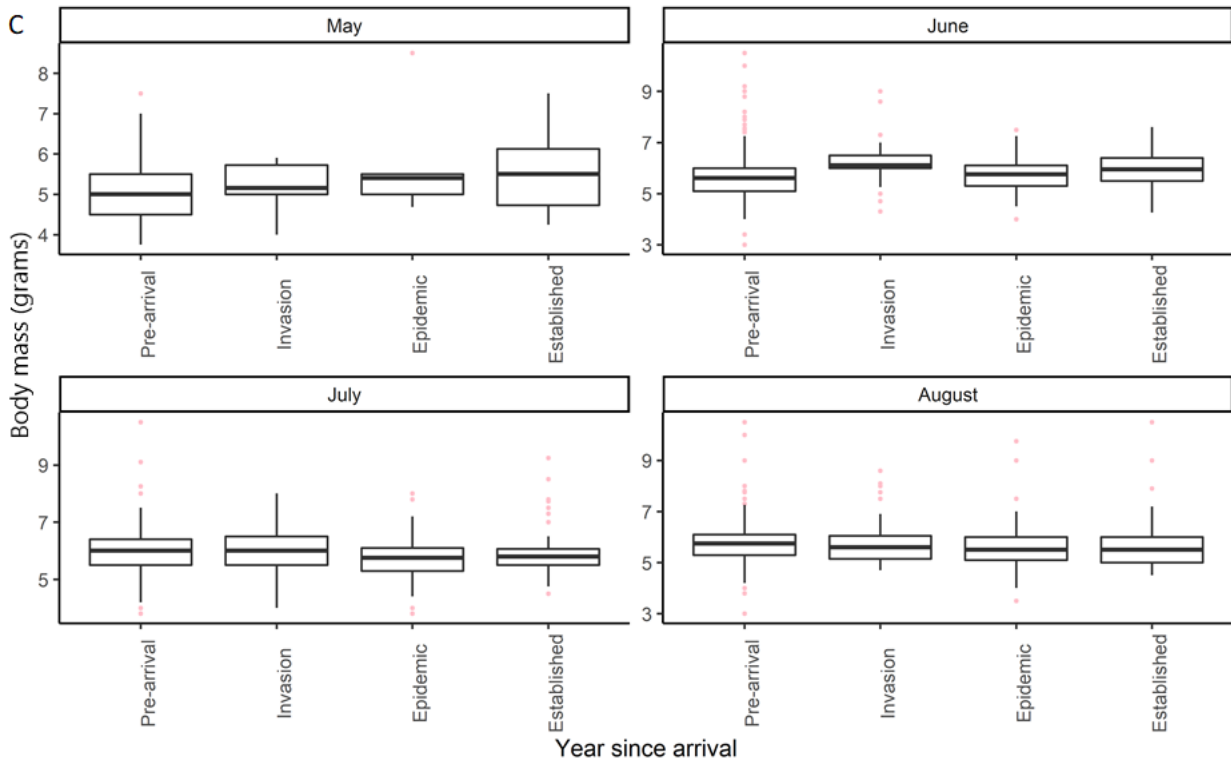 C
May
June
Body mass (grams)
8
7
6
5
4
9
7
5
3
Pre-arrival
Invasion
Epidemic
Established
Pre-arrival
Invasion
Epidemic
Established
July
August
9
7
5
9
7
5
3
Pre-arrival
Invasion
Epidemic
Established
Pre-arrival
Invasion
Epidemic
Established
Year since arrival